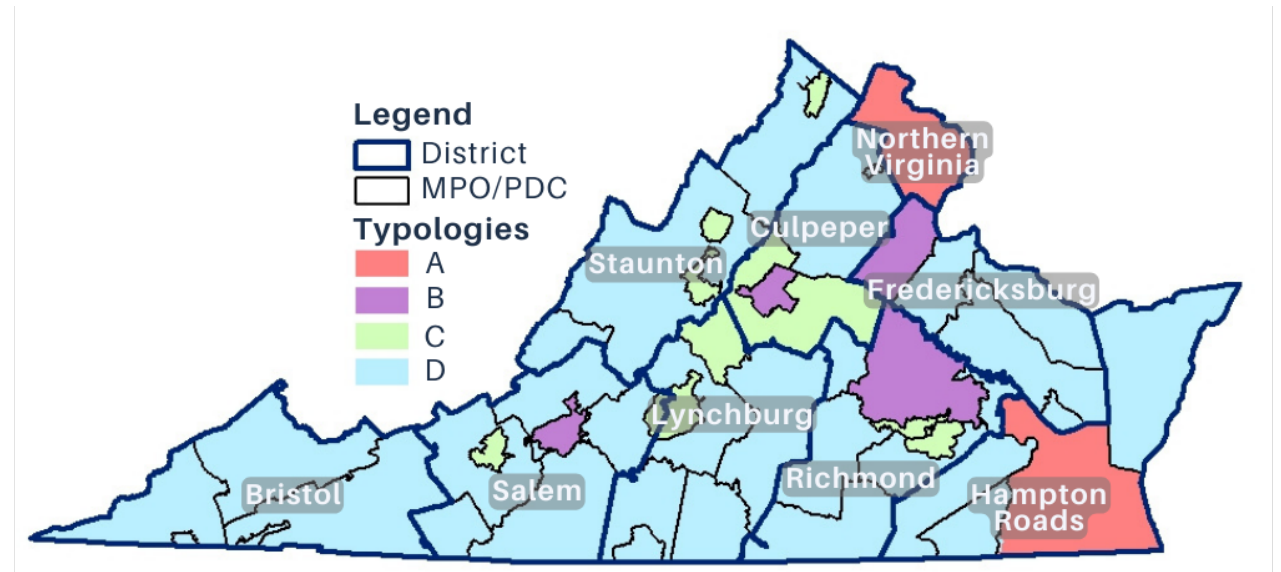 Legend
District
MPO/PDC
Typologies
A
B
C
D
Northern
Virginia
Culpeper
Staunton
Fredericksburg
Lynchburg
Richmond
Bristol
Salem
Hampton
Roads